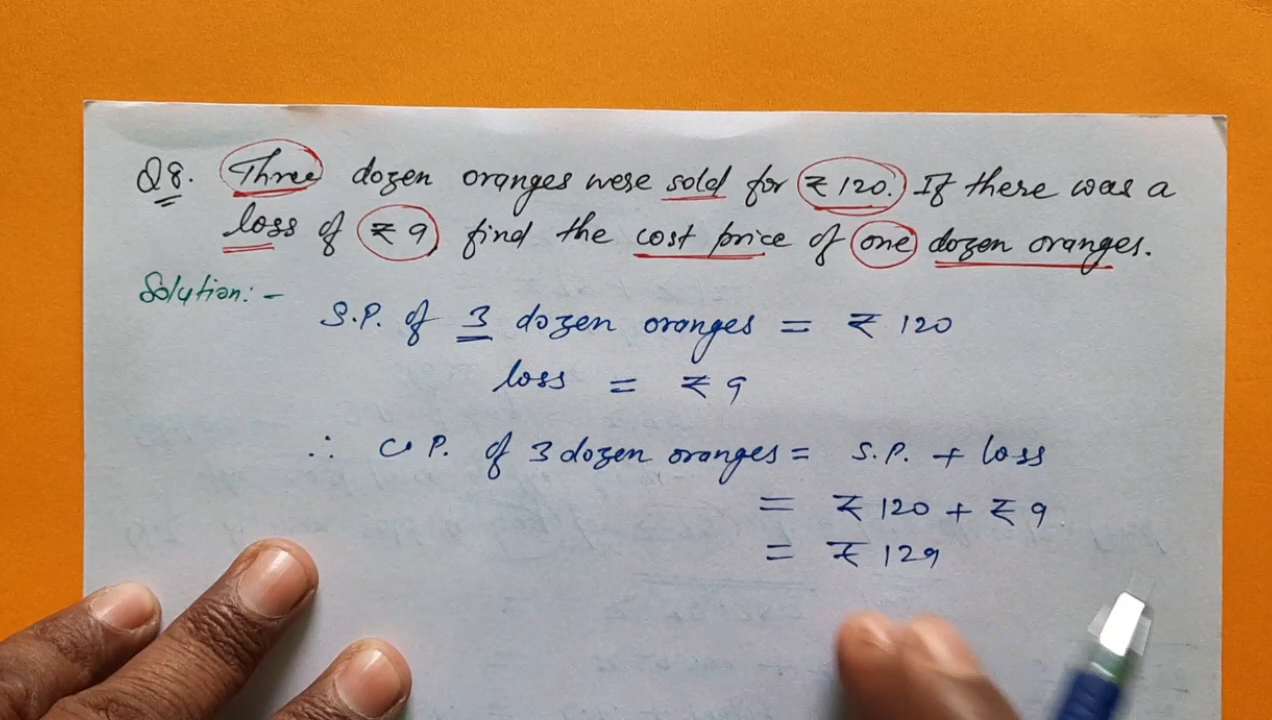 Q8. Three dozen oranges were sold for ₹ 120. If there was a
loss of ₹ 9, find the cost price of one dozen oranges.
Solution:-
S.P. of 3 dozen oranges = ₹ 120
loss = ₹ 9
∴ C.P. of 3 dozen oranges = S.P. + loss
= ₹ 120 + ₹ 9
= ₹ 129